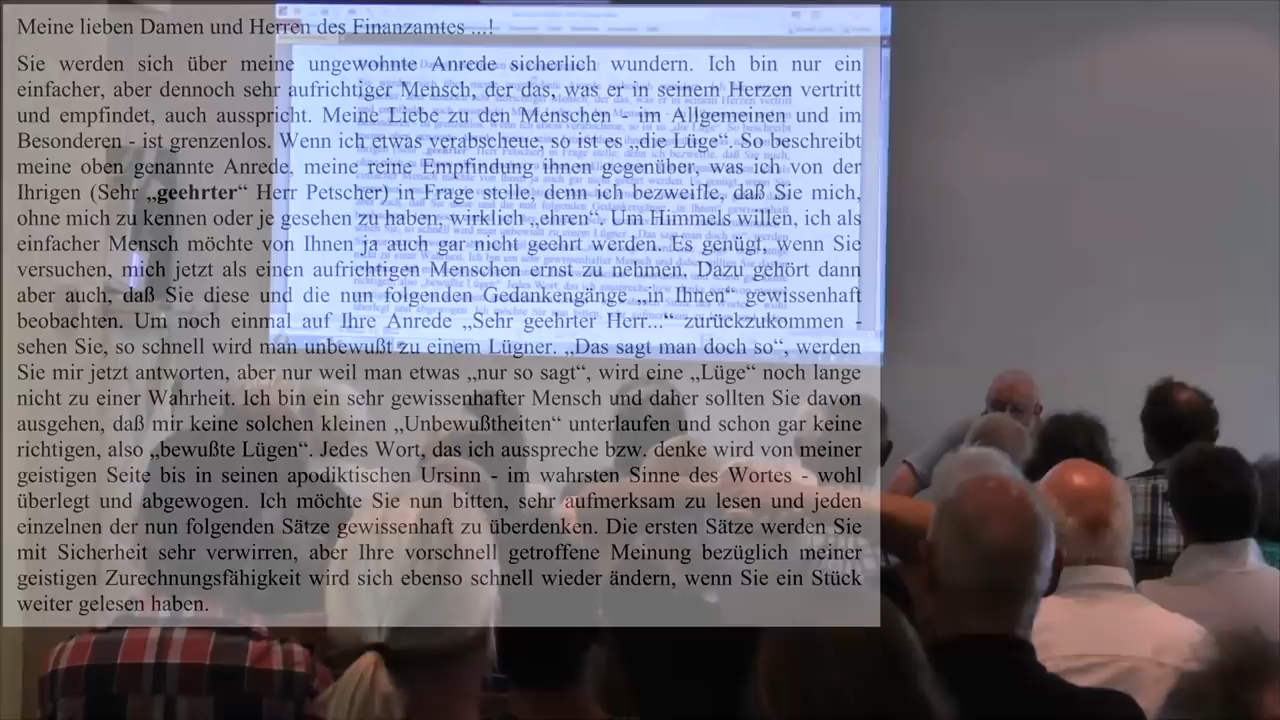 Meine lieben Damen und Herren des Finanzamtes ...!
Sie werden sich über meine ungewohnte Anrede sicherlich wundern. Ich bin nur ein
einfacher, aber dennoch sehr aufrichtiger Mensch, der das, was er in seinem Herzen vertritt
und empfindet, auch ausspricht. Meine Liebe zu den Menschen - im Allgemeinen und im
Besonderen - ist grenzenlos. Wenn ich etwas verabscheue, so ist es „die Lüge“. So beschreibt
meine oben genannte Anrede, meine reine Empfindung ihnen gegenüber, was ich von der
Ihrigen (Sehr „geehrter“ Herr Petscher) in Frage stelle, denn ich bezweifle, daß Sie mich,
ohne mich zu kennen oder je gesehen zu haben, wirklich „ehren“. Um Himmels willen, ich als
einfacher Mensch möchte von Ihnen ja auch gar nicht geehrt werden. Es genügt, wenn Sie
versuchen, mich jetzt als einen aufrichtigen Menschen ernst zu nehmen. Dazu gehört dann
aber auch, daß Sie diese und die nun folgenden Gedankengänge „in Ihnen“ gewissenhaft
beobachten. Um noch einmal auf Ihre Anrede „Sehr geehrter Herr...“ zurückzukommen -
sehen Sie, so schnell wird man unbewußt zu einem Lügner. „Das sagt man doch so“, werden
Sie mir jetzt antworten, aber nur weil man etwas „nur so sagt“, wird eine „Lüge“ noch lange
nicht zu einer Wahrheit. Ich bin ein sehr gewissenhafter Mensch und daher sollten Sie davon
ausgehen, daß mir keine solchen kleinen „Unbewußtheiten“ unterlaufen und schon gar keine
richtigen, also „bewußte Lügen“. Jedes Wort, das ich ausspreche bzw. denke wird von meiner
geistigen Seite bis in seinen apodiktischen Ursinn - im wahrsten Sinne des Wortes - wohl
überlegt und abgewogen. Ich möchte Sie nun bitten, sehr aufmerksam zu lesen und jeden
einzelnen der nun folgenden Sätze gewissenhaft zu überdenken. Die ersten Sätze werden Sie
mit Sicherheit sehr verwirren, aber Ihre vorschnell getroffene Meinung bezüglich meiner
geistigen Zurechnungsfähigkeit wird sich ebenso schnell wieder ändern, wenn Sie ein Stück
weiter gelesen haben.